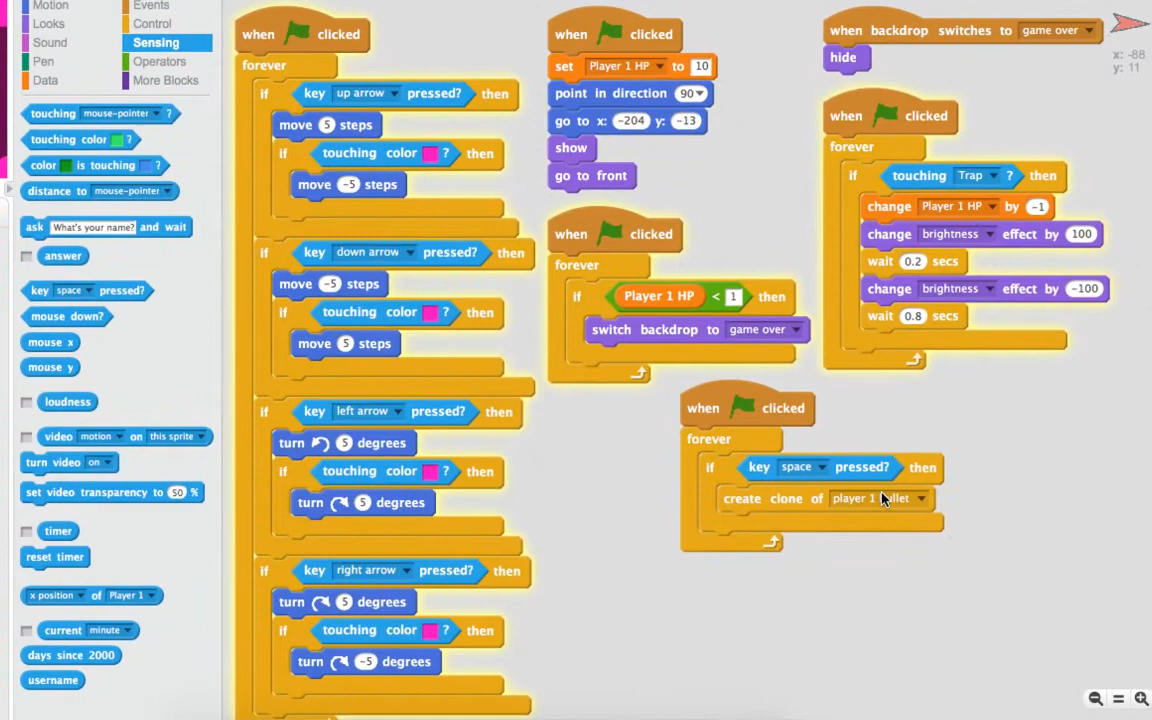 Motion
Events
Looks
Control
Sound
Sensing
Pen
Operators
Data
More Blocks
touching mouse-pointer ?
touching color ?
color is touching ?
distance to mouse-pointer
ask What's your name? and wait
answer
key space pressed?
mouse down?
mouse x
mouse y
loudness
video motion on this sprite
turn video on
set video transparency to 50 %
timer
reset timer
x position of Player 1
current minute
days since 2000
username
when clicked
forever
if key up arrow pressed? then
move 5 steps
if touching color ? then
move -5 steps
if key down arrow pressed? then
move -5 steps
if touching color ? then
move 5 steps
if key left arrow pressed? then
turn 5 degrees
if touching color ? then
turn 5 degrees
if key right arrow pressed? then
turn 5 degrees
if touching color ? then
turn -5 degrees
when clicked
set Player 1 HP to 10
point in direction 90
go to x: -204 y: -13
show
go to front
when clicked
forever
if Player 1 HP < 1 then
switch backdrop to game over
when clicked
forever
if key space pressed? then
create clone of player 1
when backdrop switches to game over
hide
when clicked
forever
if touching Trap ? then
change Player 1 HP by -1
change brightness effect by 100
wait 0.2 secs
change brightness effect by -100
wait 0.8 secs
x: -88
y: 11